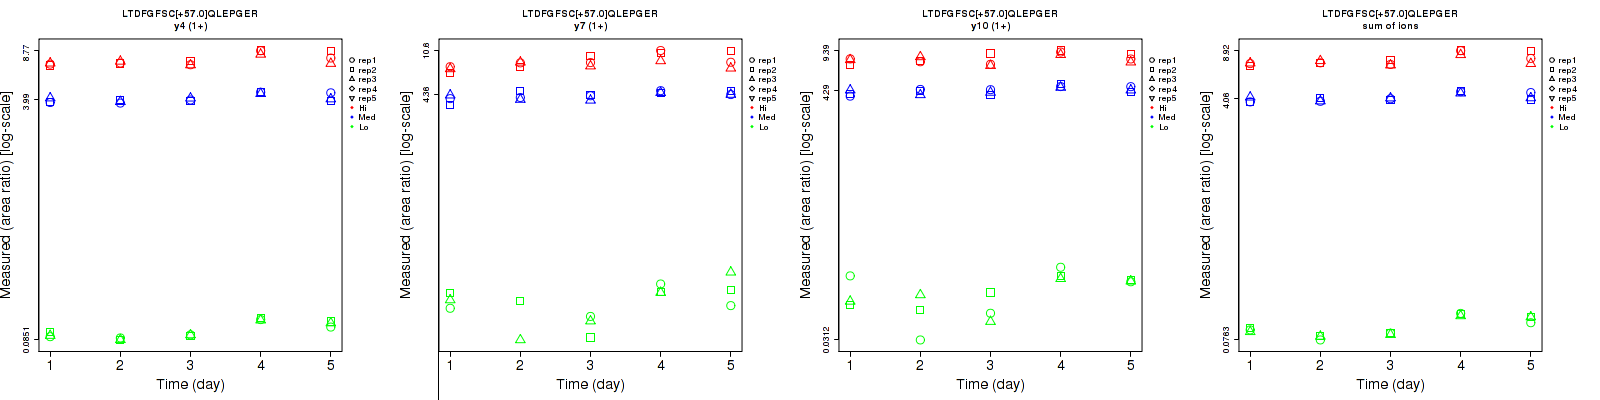 LTDFGFSC[+57.0]QLEPGER
y4 (1+)
Measured (area ratio) [log-scale]
8.77
3.99
0.0851
1 2 3 4 5
Time (day)
rep1
rep2
rep3
rep4
rep5
Hi
Med
Lo
LTDFGFSC[+57.0]QLEPGER
y7 (1+)
Measured (area ratio) [log-scale]
10.6
4.36
1 2 3 4 5
Time (day)
rep1
rep2
rep3
rep4
rep5
Hi
Med
Lo
LTDFGFSC[+57.0]QLEPGER
y10 (1+)
Measured (area ratio) [log-scale]
9.39
4.29
0.0312
1 2 3 4 5
Time (day)
rep1
rep2
rep3
rep4
rep5
Hi
Med
Lo
LTDFGFSC[+57.0]QLEPGER
sum of ions
Measured (area ratio) [log-scale]
8.92
4.06
0.0763
1 2 3 4 5
Time (day)
rep1
rep2
rep3
rep4
rep5
Hi
Med
Lo